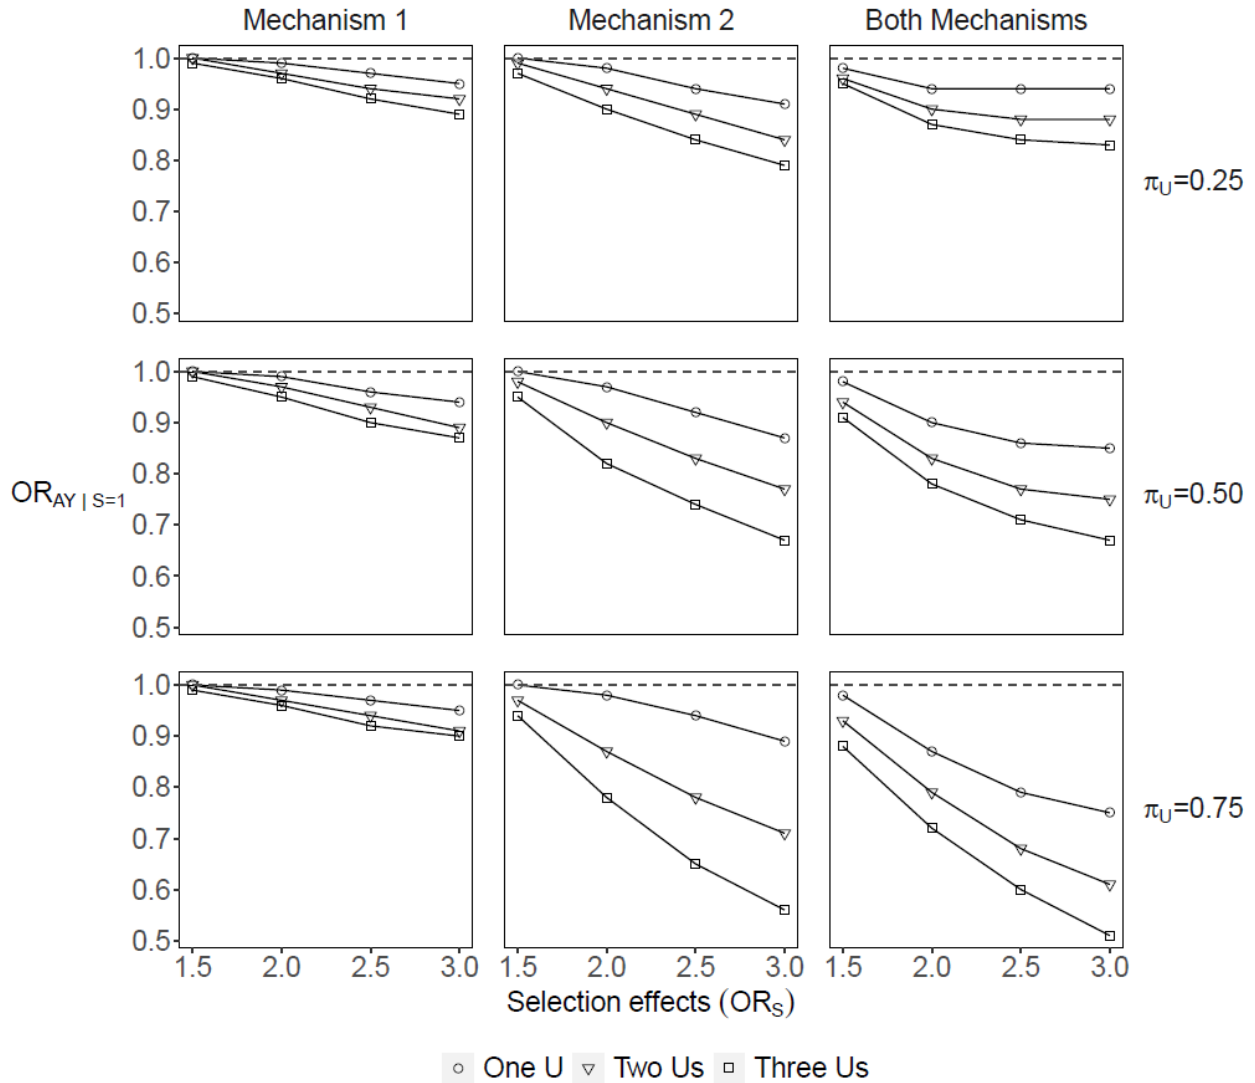 Mechanism 1 Mechanism 2 Both Mechanisms
1.0
0.9
0.8
0.7
0.6
0.5
πU=0.25
1.0
0.9
0.8
0.7
0.6
0.5
πU=0.50
ORAY | S=1
1.0
0.9
0.8
0.7
0.6
0.5
πU=0.75
1.5 2.0 2.5 3.0 1.5 2.0 2.5 3.0 1.5 2.0 2.5 3.0
Selection effects (ORS)
One U Two Us Three Us